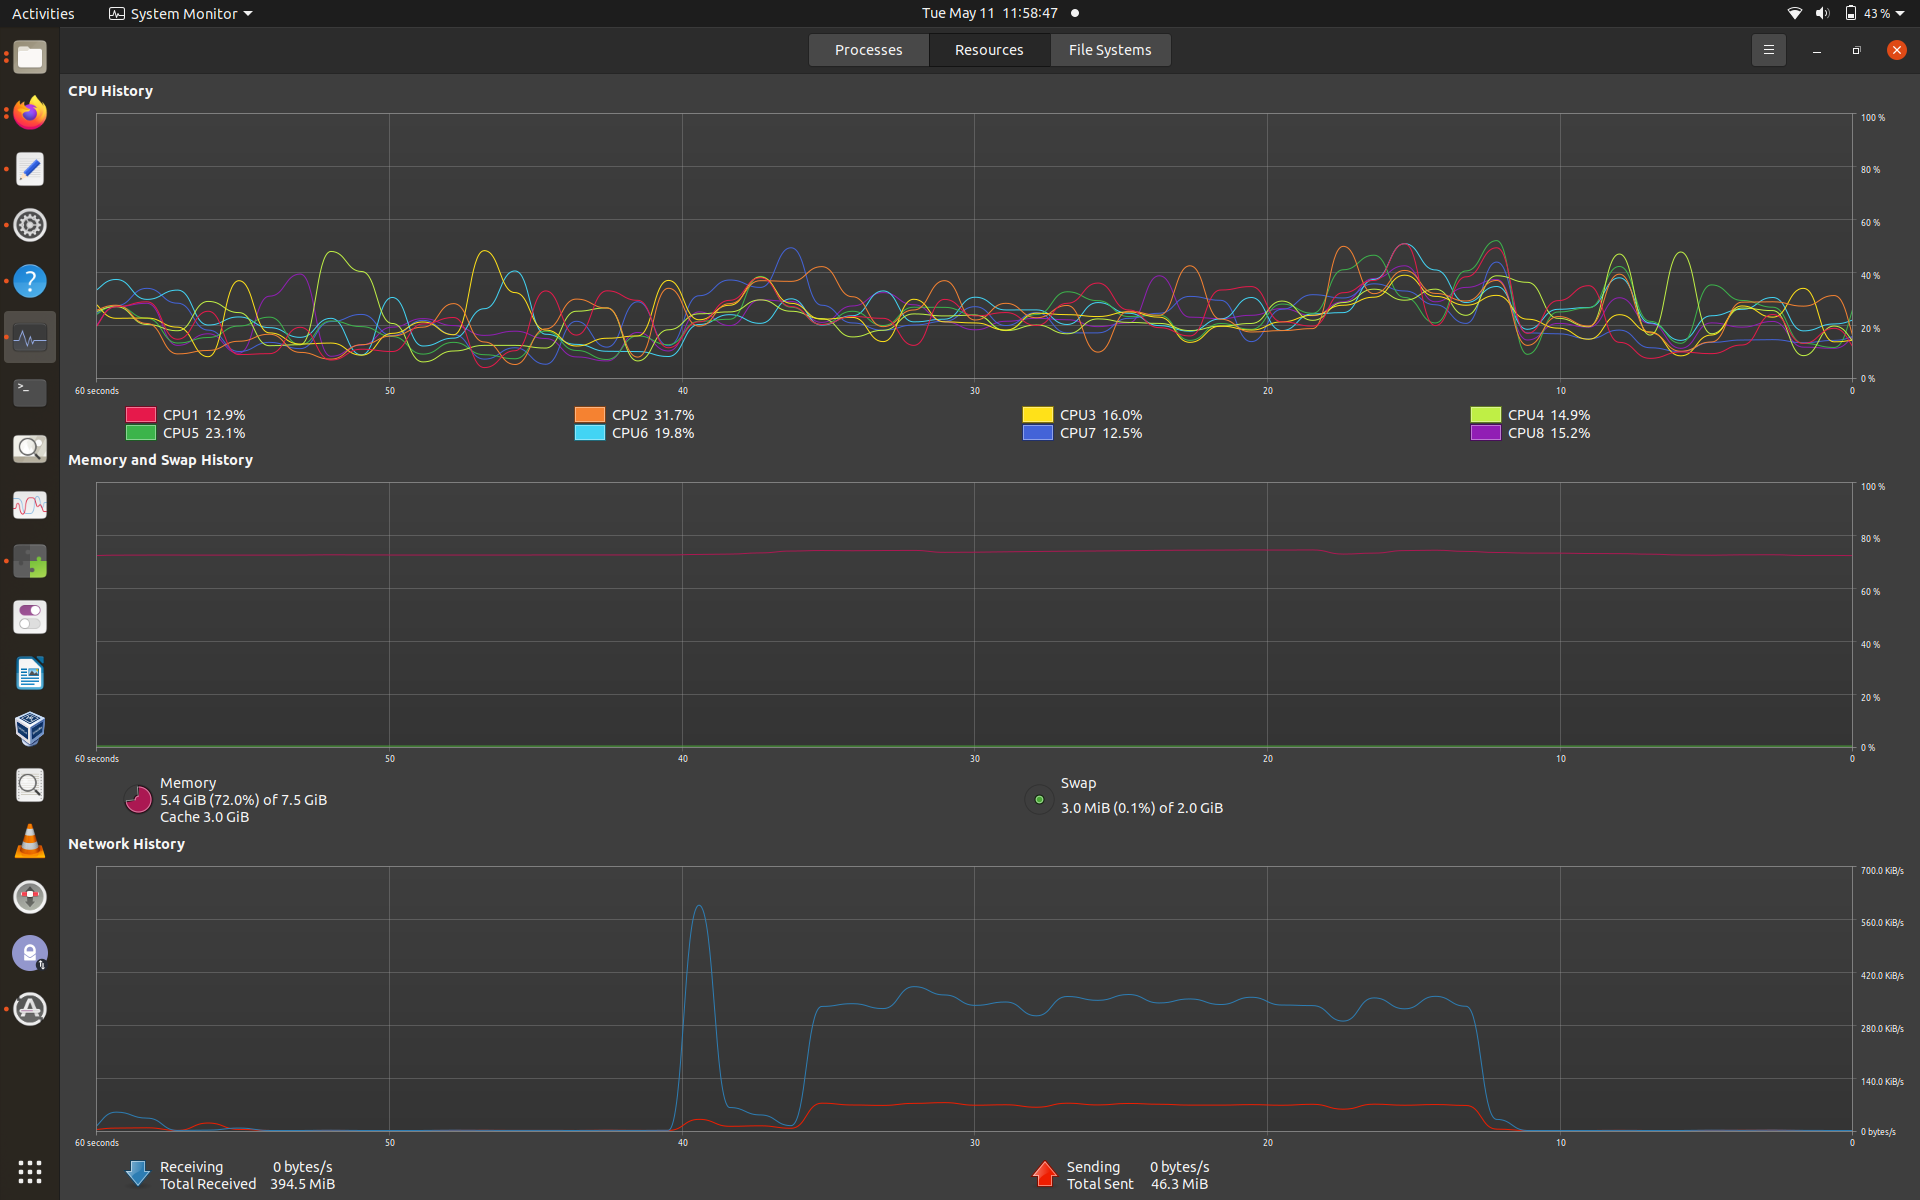 Activities System Monitor Tue May 11 11:58:47 43 %
Processes Resources File Systems
CPU History
100 %
80 %
60 %
40 %
20 %
0 %
60 seconds 50 40 30 20 10 0
CPU1 12.9% CPU2 31.7% CPU3 16.0% CPU4 14.9%
CPU5 23.1% CPU6 19.8% CPU7 12.5% CPU8 15.2%
Memory and Swap History
100 %
80 %
60 %
40 %
20 %
0 %
60 seconds 50 40 30 20 10 0
Memory
5.4 GiB (72.0%) of 7.5 GiB
Cache 3.0 GiB
Swap
3.0 MiB (0.1%) of 2.0 GiB
Network History
700.0 KiB/s
560.0 KiB/s
420.0 KiB/s
280.0 KiB/s
140.0 KiB/s
0 bytes/s
60 seconds 50 40 30 20 10 0
Receiving 0 bytes/s
Total Received 394.5 MiB
Sending 0 bytes/s
Total Sent 46.3 MiB